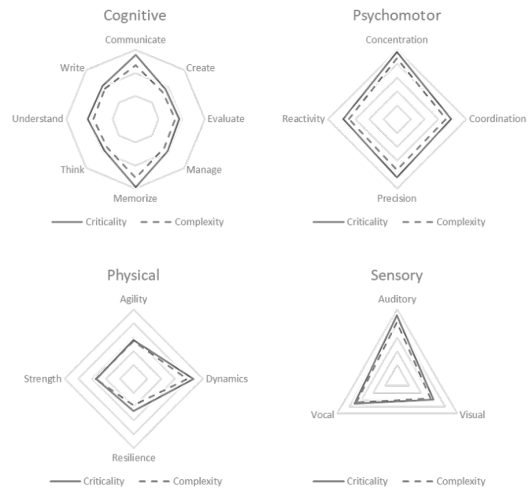 Cognitive
Communicate
Write
Create
Understand
Evaluate
Think
Manage
Memorize
Criticality
Complexity
Psychomotor
Concentration
Reactivity
Coordination
Precision
Criticality
Complexity
Physical
Agility
Strength
Dynamics
Resilience
Criticality
Complexity
Sensory
Auditory
Vocal
Visual
Criticality
Complexity